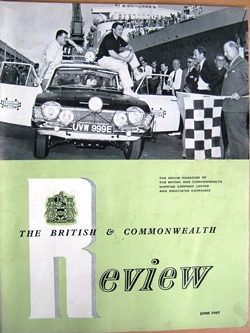 UVW 999E
THE HOUSE MAGAZINE OF
THE BRITISH AND COMMONWEALTH
SHIPPING COMPANY LIMITED
AND ASSOCIATED COMPANIES
THE BRITISH & COMMONWEALTH
Review
JUNE 1967